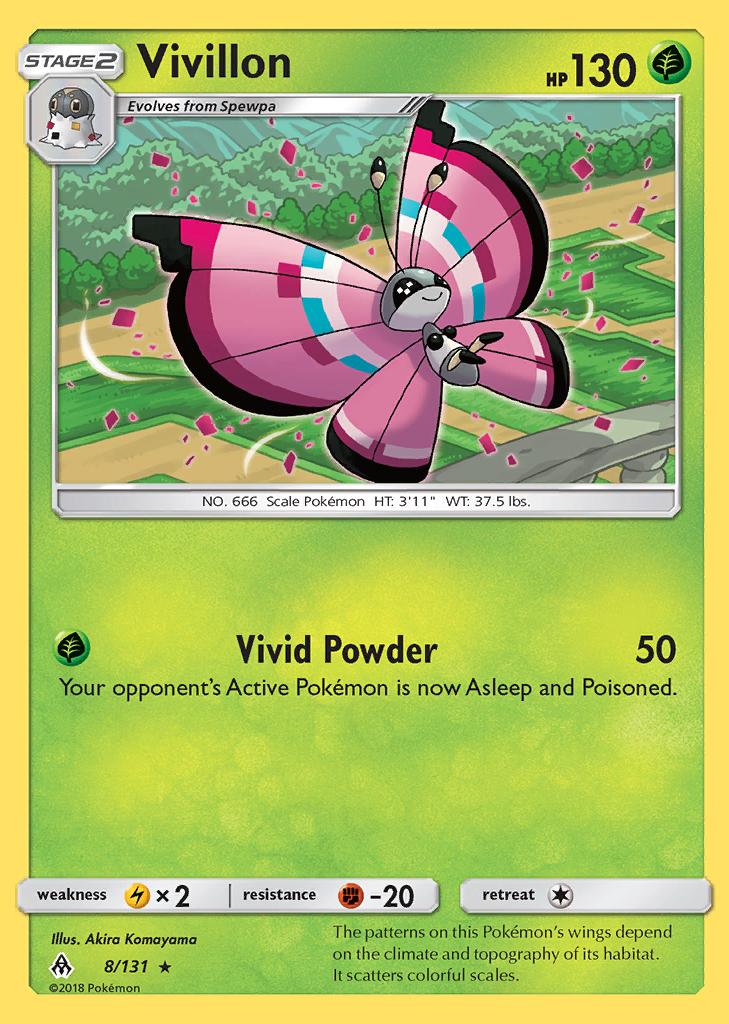 STAGE2
Vivillon
HP 130
Evolves from Spewpa
NO. 666 Scale Pokémon HT: 3'11" WT: 37.5 lbs.
Vivid Powder 50
Your opponent's Active Pokémon is now Asleep and Poisoned.
weakness ×2 resistance -20 retreat
Illus. Akira Komayama
8/131 ★
©2018 Pokémon
The patterns on this Pokémon's wings depend
on the climate and topography of its habitat.
It scatters colorful scales.